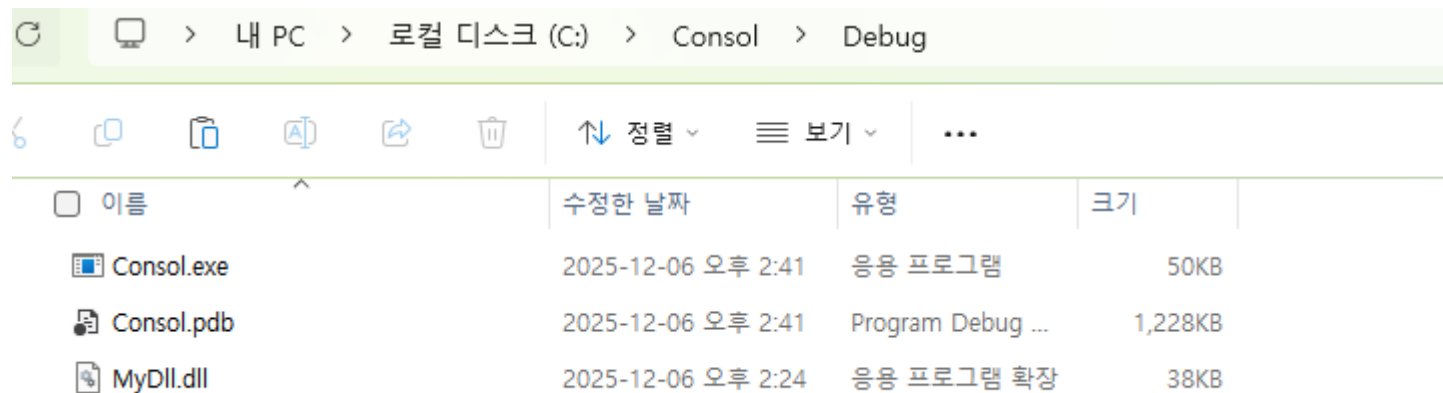 내 PC > 로컬 디스크 (C:) > Consol > Debug
정렬 보기 ...
이름 수정한 날짜 유형 크기
Consol.exe 2025-12-06 오후 2:41 응용 프로그램 50KB
Consol.pdb 2025-12-06 오후 2:41 Program Debug ... 1,228KB
MyDll.dll 2025-12-06 오후 2:24 응용 프로그램 확장 38KB